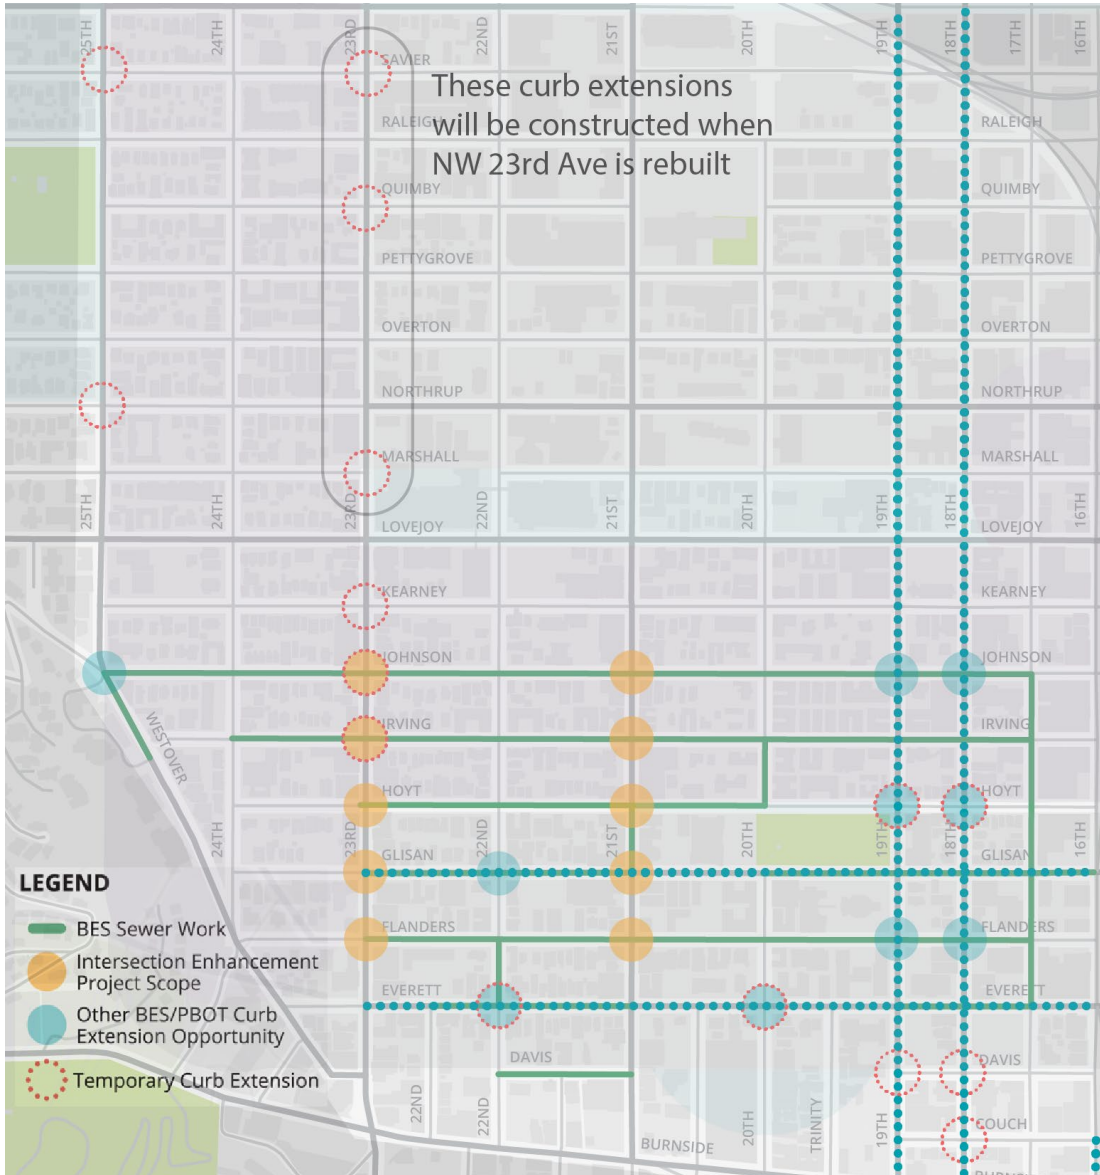 25TH
24TH
23RD
22ND
21ST
20TH
19TH
18TH
17TH
16TH
SAVIER
These curb extensions
will be constructed when
NW 23rd Ave is rebuilt
RALEIGH
RALEIGH
QUIMBY
QUIMBY
PETTYGROVE
PETTYGROVE
OVERTON
OVERTON
NORTHRUP
NORTHRUP
MARSHALL
MARSHALL
25TH
24TH
23RD
22ND
21ST
20TH
19TH
18TH
16TH
LOVEJOY
LOVEJOY
KEARNEY
KEARNEY
JOHNSON
JOHNSON
IRVING
IRVING
WESTOVER
HOYT
HOYT
24TH
23RD
22ND
21ST
20TH
19TH
18TH
16TH
GLISAN
GLISAN
LEGEND
BES Sewer Work
Intersection Enhancement
Project Scope
Other BES/PBOT Curb
Extension Opportunity
Temporary Curb Extension
FLANDERS
FLANDERS
EVERETT
EVERETT
DAVIS
DAVIS
22ND
22ND
20TH
TRINITY
19TH
COUCH
BURNSIDE